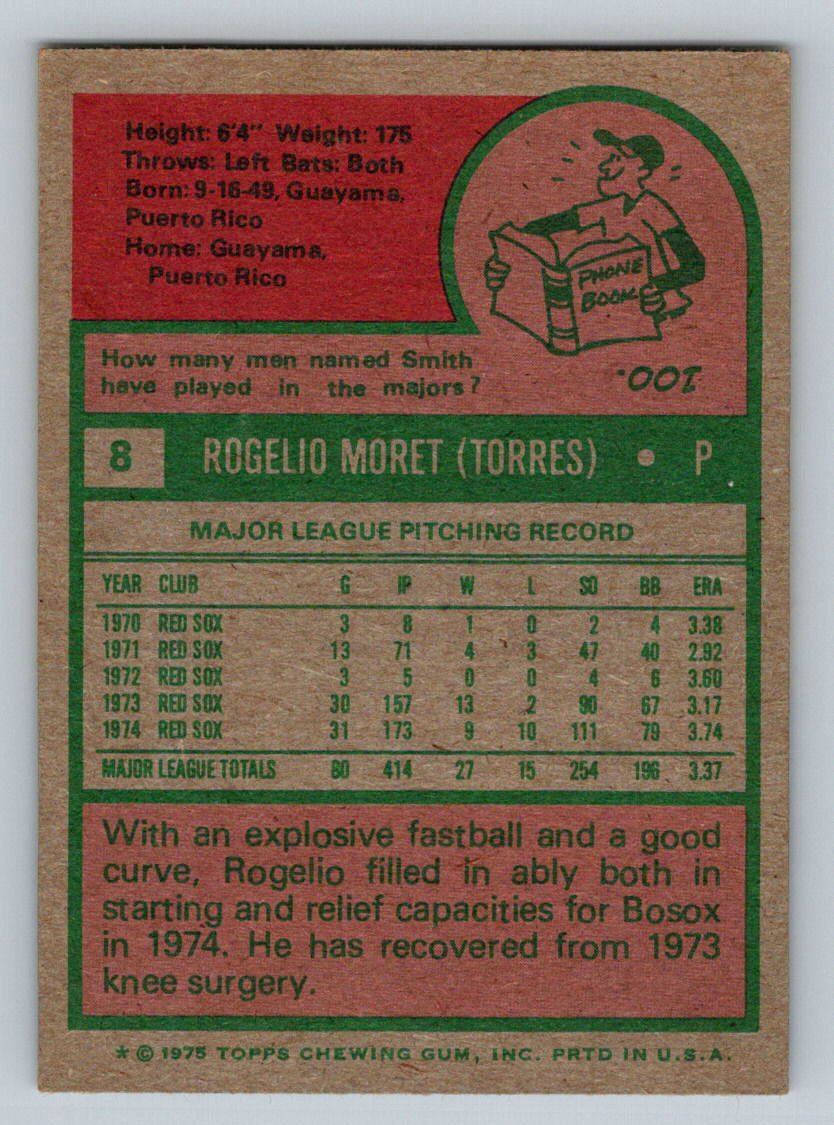 Height: 6'4" Weight: 175
Throws: Left Bats: Both
Born: 9-16-49, Guayama,
Puerto Rico
Home: Guayama,
Puerto Rico
PHONE
BOOK
How many men named Smith
have played in the majors?
100.
8 ROGELIO MORET (TORRES) • P
MAJOR LEAGUE PITCHING RECORD
YEAR CLUB G IP W L SO BB ERA
1970 RED SOX 3 8 1 0 2 4 3.38
1971 RED SOX 13 71 4 3 47 40 2.92
1972 RED SOX 3 5 0 0 4 6 3.60
1973 RED SOX 30 157 13 2 90 67 3.17
1974 RED SOX 31 173 9 10 111 79 3.74
MAJOR LEAGUE TOTALS 80 414 27 15 254 196 3.37
With an explosive fastball and a good
curve, Rogelio filled in ably both in
starting and relief capacities for Bosox
in 1974. He has recovered from 1973
knee surgery.
* © 1975 TOPPS CHEWING GUM, INC. PRTD IN U.S.A.